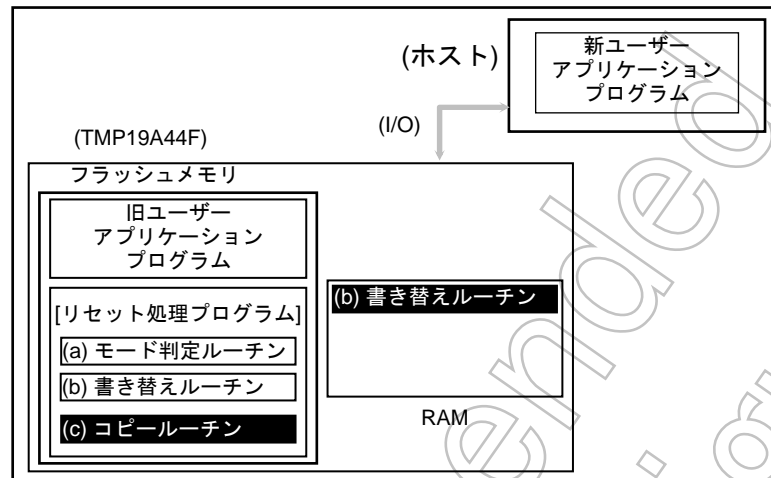 (ホスト)
新ユーザー
アプリケーション
プログラム
(I/O)
(TMP19A44F)
フラッシュメモリ
旧ユーザー
アプリケーション
プログラム
[リセット処理プログラム]
(a) モード判定ルーチン
(b) 書き替えルーチン
(c) コピールーチン
(b) 書き替えルーチン
RAM